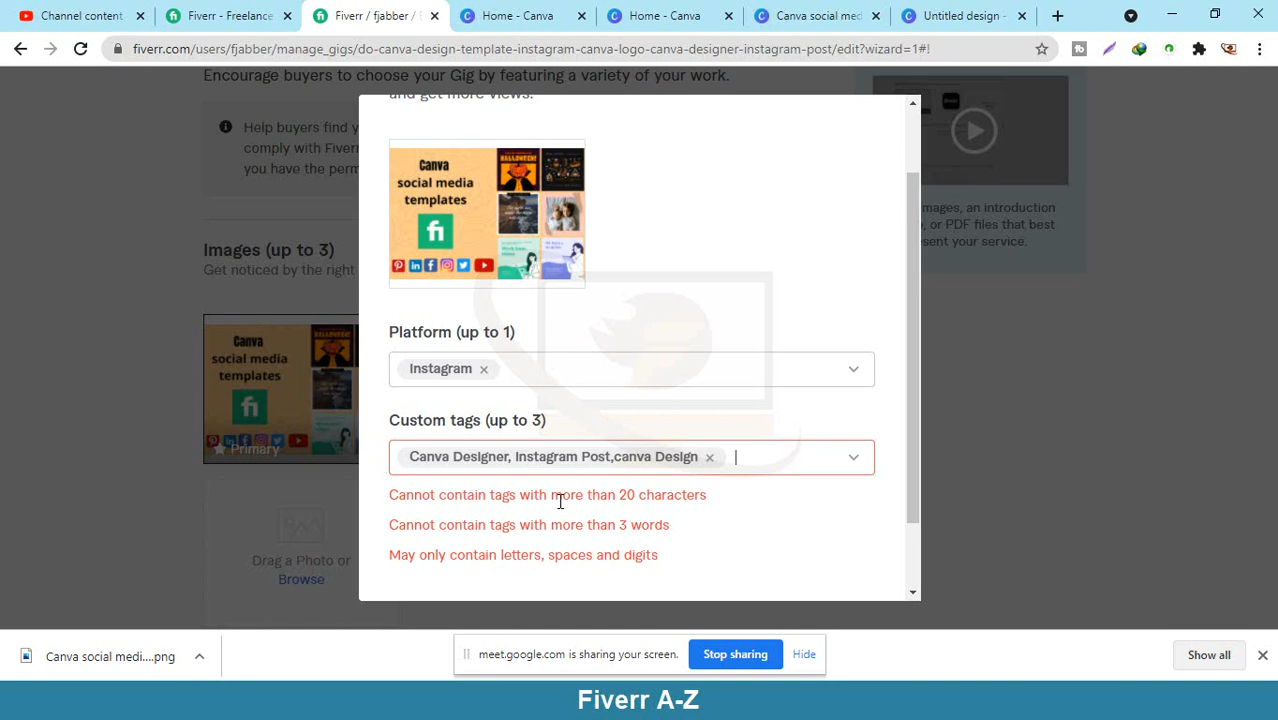 Channel content
Fiverr - Freelance
Fiverr / fjabber /
Home - Canva
Home - Canva
Canva social med
Untitled design -
fiverr.com/users/fjabber/manage_gigs/do-canva-design-template-instagram-canva-logo-canva-designer-instagram-post/edit?wizard=1#!
Encourage buyers to choose your Gig by featuring a variety of your work.
and get more views.
Help buyers find y
comply with Fiverr
you have the perm
Canva
social media
templates
fi
mages, an introduction
, or PDF files that best
esent your service.
Images (up to 3)
Get noticed by the right
Canva
social media
templates
Primary
Platform (up to 1)
Instagram ×
Custom tags (up to 3)
Canva Designer, Instagram Post,canva Design ×
Cannot contain tags with more than 20 characters
Cannot contain tags with more than 3 words
May only contain letters, spaces and digits
Drag a Photo or
Browse
Canva social medi....png
meet.google.com is sharing your screen.
Stop sharing
Hide
Show all
Fiverr A-Z